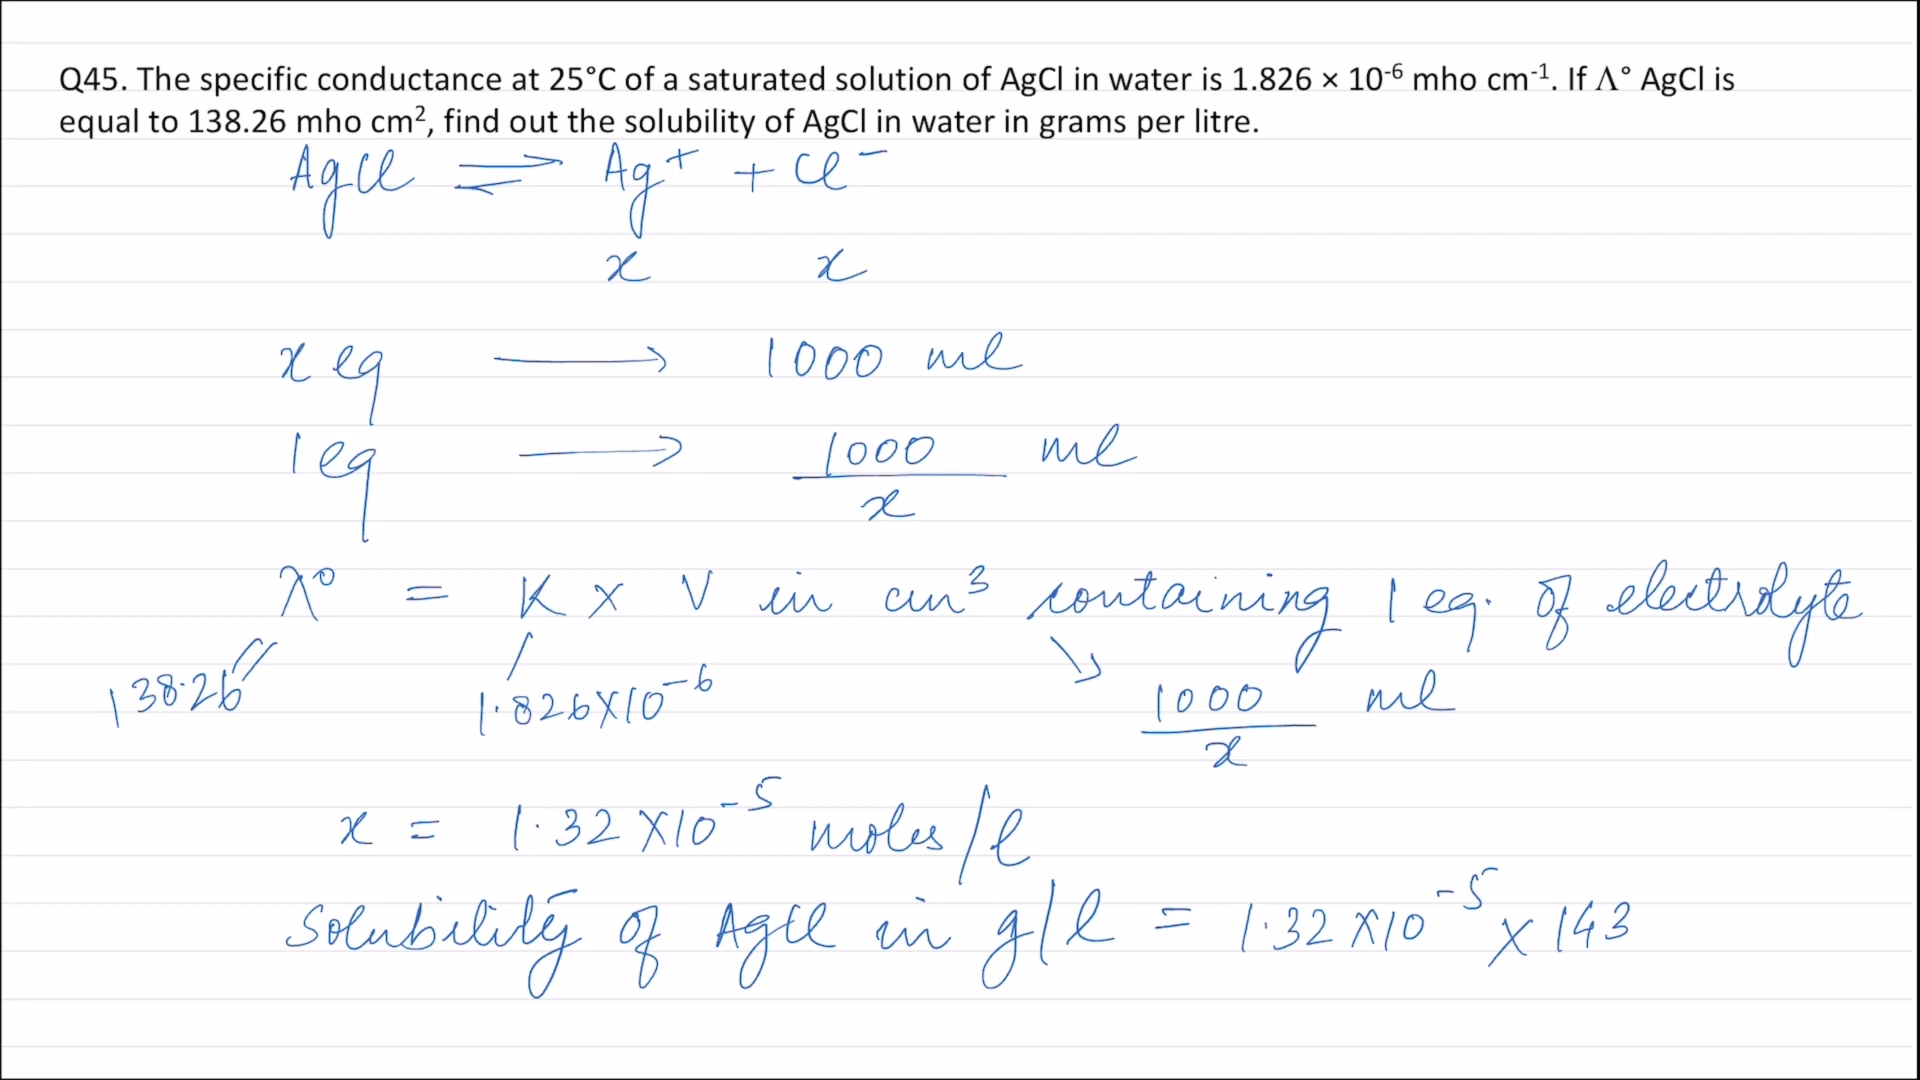 Q45. The specific conductance at 25°C of a saturated solution of AgCl in water is 1.826 × 10⁻⁶ mho cm⁻¹. If Λ° AgCl is
equal to 138.26 mho cm², find out the solubility of AgCl in water in grams per litre.
AgCl ⇌ Ag⁺ + Cl⁻
x x
x eq ⟶ 1000 ml
1 eq ⟶ 1000/x ml
λ⁰ = K × V in cm³ containing 1 eq. of electrolyte
138.26 1.826×10⁻⁶ 1000/x ml
x = 1.32×10⁻⁵ moles/l
Solubility of AgCl in g/l = 1.32×10⁻⁵ × 143